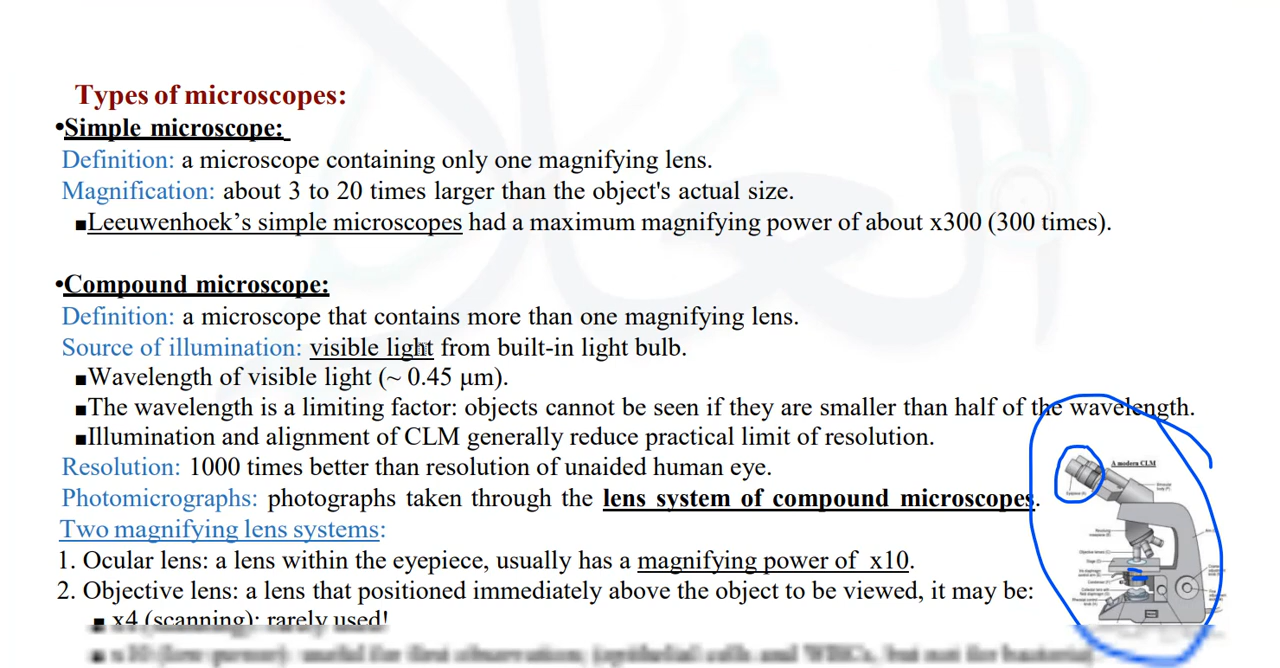 Types of microscopes:
•Simple microscope:
Definition: a microscope containing only one magnifying lens.
Magnification: about 3 to 20 times larger than the object's actual size.
■Leeuwenhoek’s simple microscopes had a maximum magnifying power of about x300 (300 times).
•Compound microscope:
Definition: a microscope that contains more than one magnifying lens.
Source of illumination: visible light from built-in light bulb.
■Wavelength of visible light (~ 0.45 μm).
■The wavelength is a limiting factor: objects cannot be seen if they are smaller than half of the wavelength.
■Illumination and alignment of CLM generally reduce practical limit of resolution.
Resolution: 1000 times better than resolution of unaided human eye.
A modern CLM
Photomicrographs: photographs taken through the lens system of compound microscopes.
Two magnifying lens systems:
1. Ocular lens: a lens within the eyepiece, usually has a magnifying power of x10.
2. Objective lens: a lens that positioned immediately above the object to be viewed, it may be:
■ x4 (scanning): rarely used!